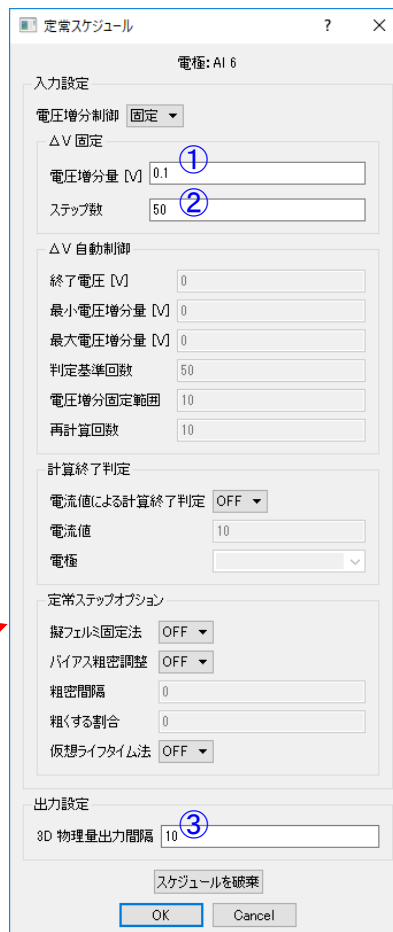 定常スケジュール ? ×
電極: Al 6
入力設定
電圧増分制御 固定
ΔV 固定
電圧増分量 [V] 0.1 ①
ステップ数 50 ②
ΔV 自動制御
終了電圧 [V] 0
最小電圧増分量 [V] 0
最大電圧増分量 [V] 0
判定基準回数 50
電圧増分固定範囲 10
再計算回数 10
計算終了判定
電流値による計算終了判定 OFF
電流値 10
電極
定常ステップオプション
擬フェルミ固定法 OFF
バイアス粗密調整 OFF
粗密間隔 0
粗くする割合 0
仮想ライフタイム法 OFF
出力設定
3D 物理量出力間隔 10 ③
スケジュールを破棄
OK Cancel